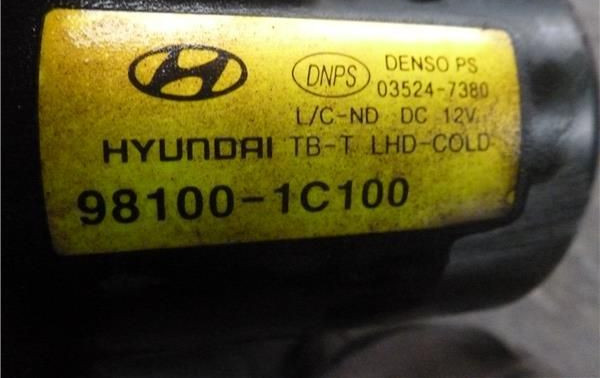 DNPS DENSO PS
03524-7380
L/C-ND DC 12V
HYUNDAI TB-T LHD-COLD
98100-1C100